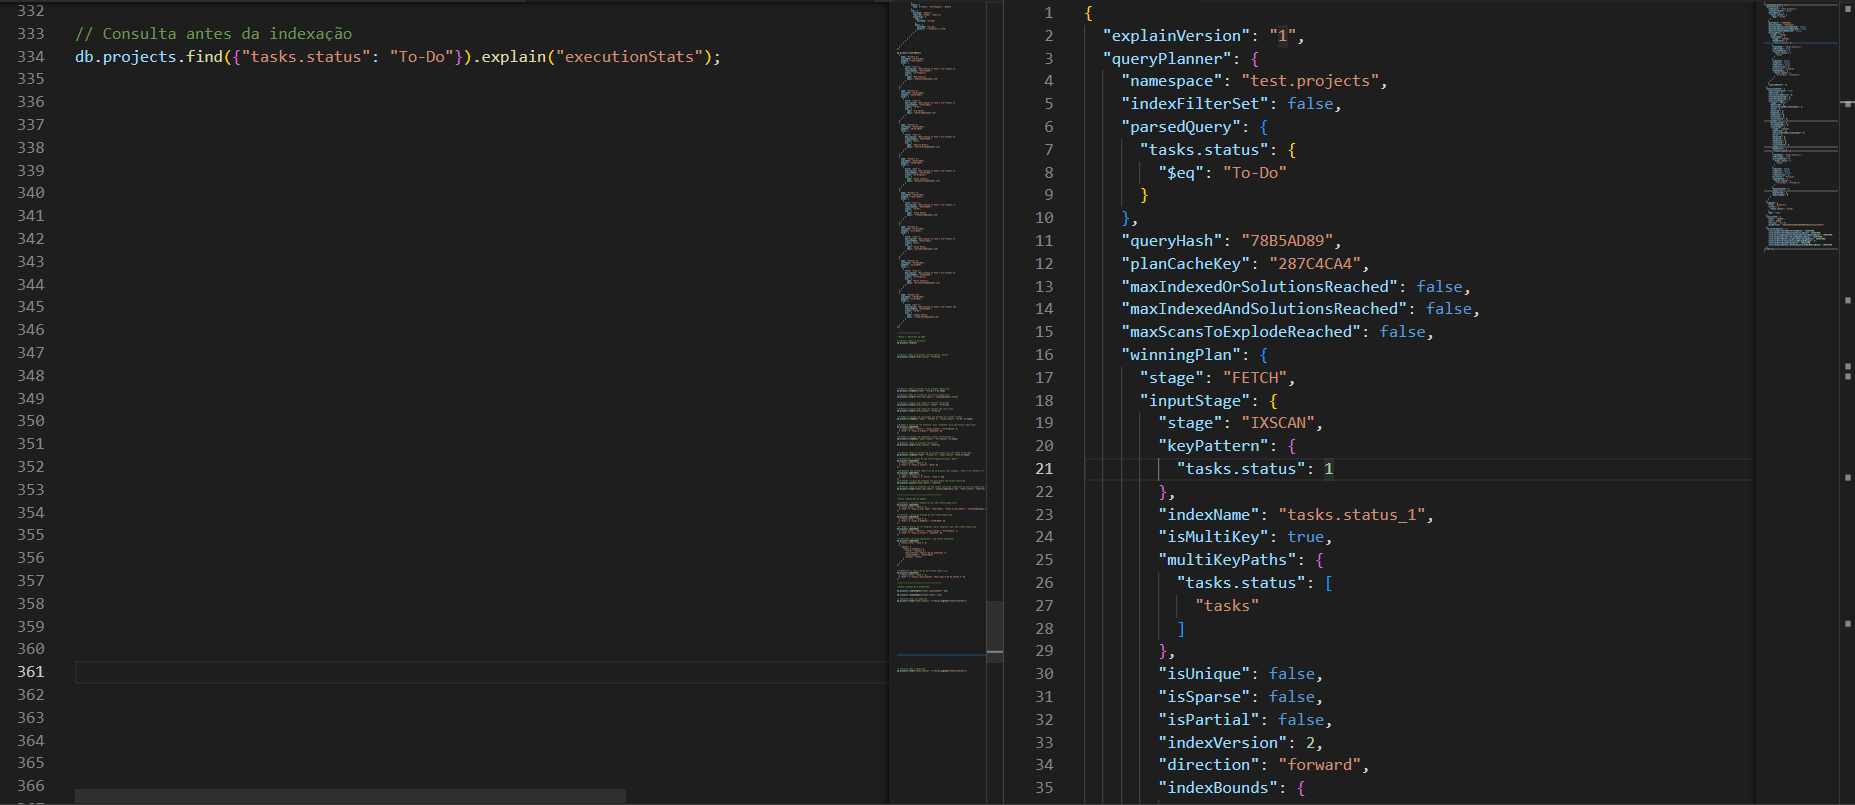 332
333 // Consulta antes da indexação
334 db.projects.find({"tasks.status": "To-Do"}).explain("executionStats");
335
336
337
338
339
340
341
342
343
344
345
346
347
348
349
350
351
352
353
354
355
356
357
358
359
360
361
362
363
364
365
366
1 {
2 "explainVersion": "1",
3 "queryPlanner": {
4 "namespace": "test.projects",
5 "indexFilterSet": false,
6 "parsedQuery": {
7 "tasks.status": {
8 "$eq": "To-Do"
9 }
10 },
11 "queryHash": "78B5AD89",
12 "planCacheKey": "287C4CA4",
13 "maxIndexedOrSolutionsReached": false,
14 "maxIndexedAndSolutionsReached": false,
15 "maxScansToExplodeReached": false,
16 "winningPlan": {
17 "stage": "FETCH",
18 "inputStage": {
19 "stage": "IXSCAN",
20 "keyPattern": {
21 "tasks.status": 1
22 },
23 "indexName": "tasks.status_1",
24 "isMultiKey": true,
25 "multiKeyPaths": {
26 "tasks.status": [
27 "tasks"
28 ]
29 },
30 "isUnique": false,
31 "isSparse": false,
32 "isPartial": false,
33 "indexVersion": 2,
34 "direction": "forward",
35 "indexBounds": {